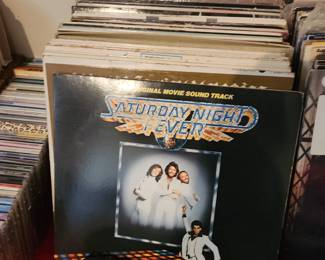 ORIGINAL MOVIE SOUND TRACK
SATURDAY NIGHT
FEVER